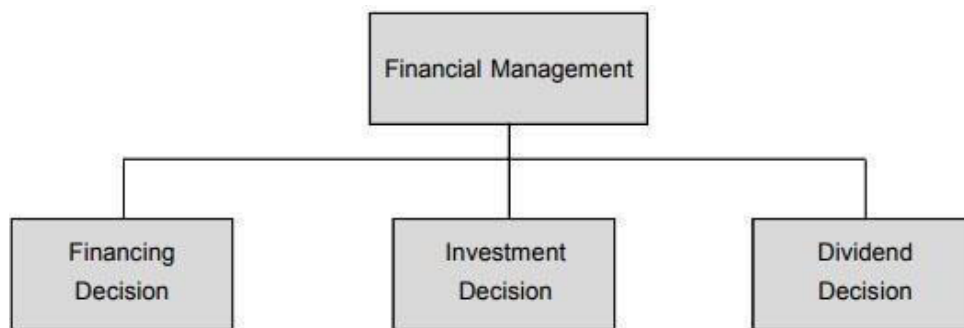 Financial Management
Financing
Decision
Investment
Decision
Dividend
Decision